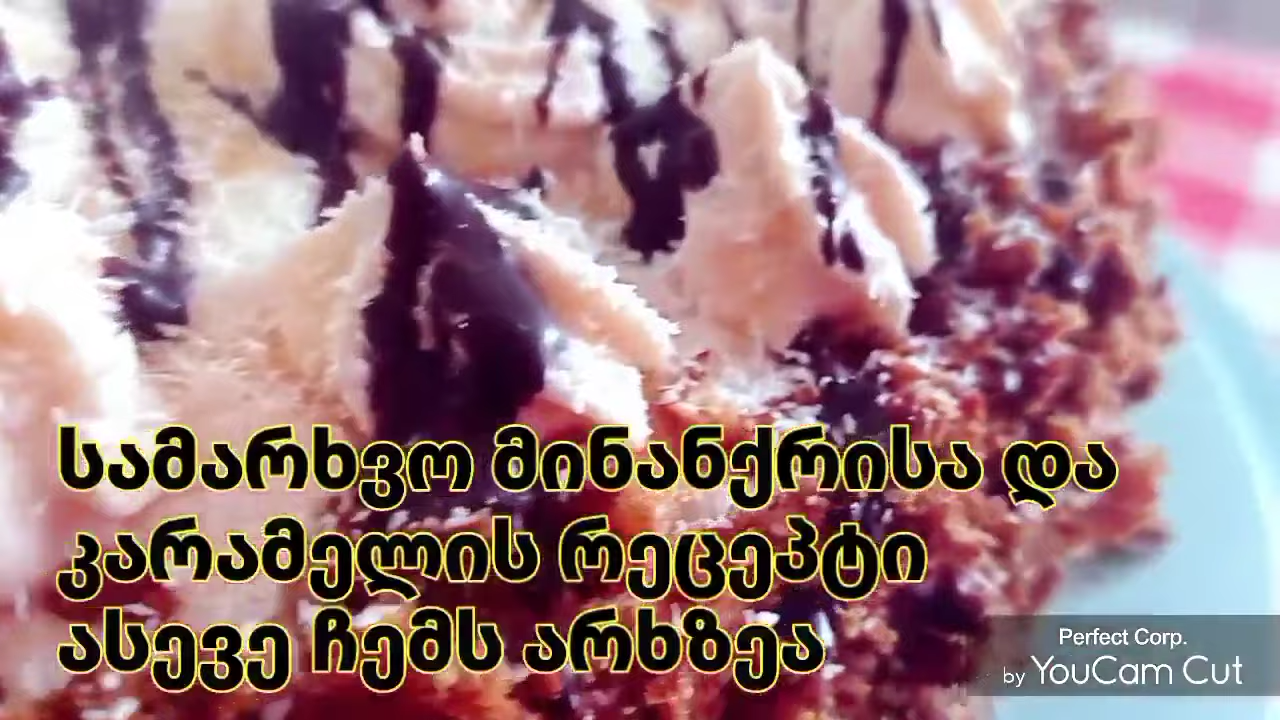 სამარხვო მინანქრისა და
კარამელის რეცეპტი
ასევე ჩემს არხზეა
Perfect Corp.
by YouCam Cut